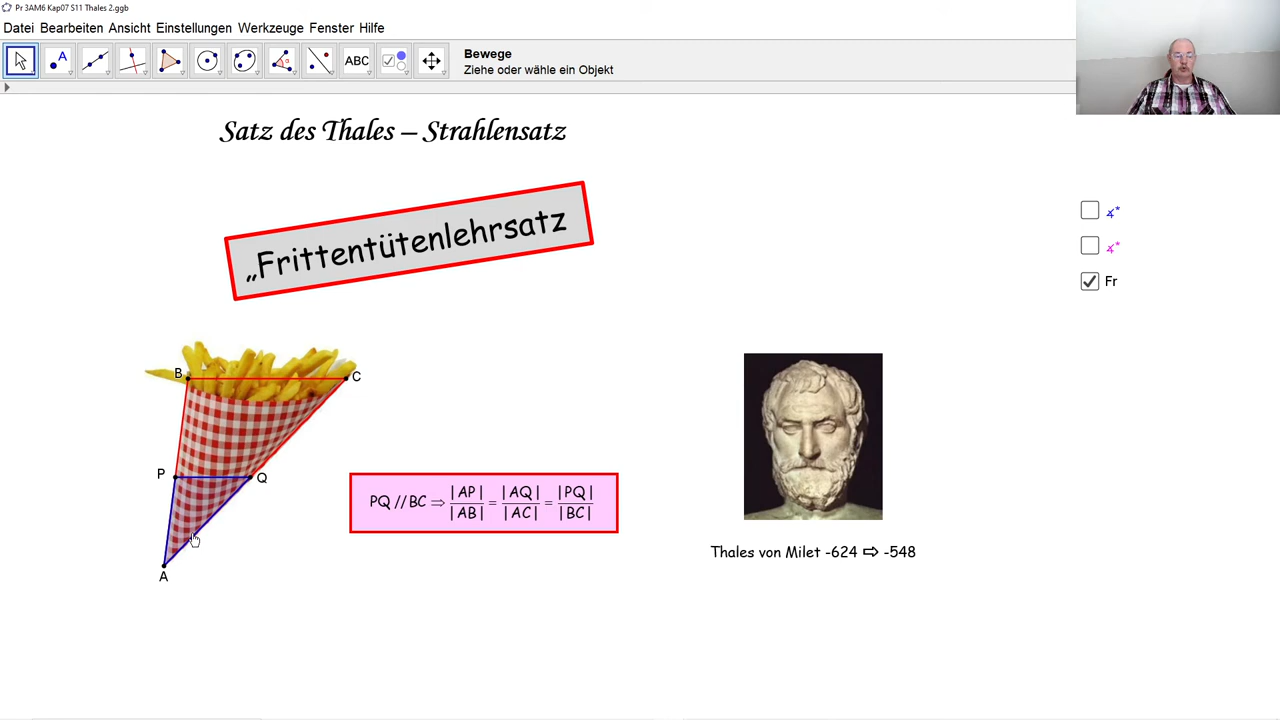 Pr 3AM6 Kap07 S11 Thales 2.ggb
Datei Bearbeiten Ansicht Einstellungen Werkzeuge Fenster Hilfe
A
ABC
Bewege
Ziehe oder wähle ein Objekt
Satz des Thales – Strahlensatz
„Frittentütenlehrsatz
Fr
B
C
P
Q
A
PQ // BC ⇒ |AP| / |AB| = |AQ| / |AC| = |PQ| / |BC|
Thales von Milet -624 ⇨ -548